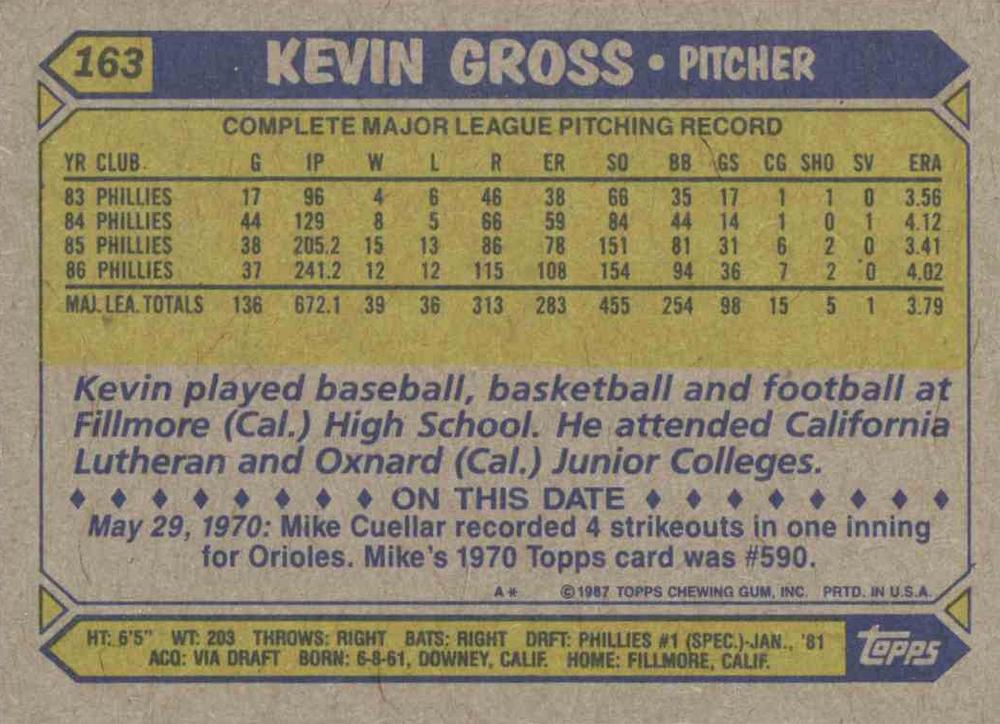 163 KEVIN GROSS • PITCHER
COMPLETE MAJOR LEAGUE PITCHING RECORD
YR CLUB. G IP W L R ER SO BB GS CG SHO SV ERA
83 PHILLIES 17 96 4 6 46 38 66 35 17 1 1 0 3.56
84 PHILLIES 44 129 8 5 66 59 84 44 14 1 0 1 4.12
85 PHILLIES 38 205.2 15 13 86 78 151 81 31 6 2 0 3.41
86 PHILLIES 37 241.2 12 12 115 108 154 94 36 7 2 0 4.02
MAJ. LEA. TOTALS 136 672.1 39 36 313 283 455 254 98 15 5 1 3.79
Kevin played baseball, basketball and football at
Fillmore (Cal.) High School. He attended California
Lutheran and Oxnard (Cal.) Junior Colleges.
♦ ♦ ♦ ♦ ♦ ♦ ♦ ♦ ON THIS DATE ♦ ♦ ♦ ♦ ♦ ♦ ♦ ♦
May 29, 1970: Mike Cuellar recorded 4 strikeouts in one inning
for Orioles. Mike's 1970 Topps card was #590.
A* ©1987 TOPPS CHEWING GUM, INC. PRTD. IN U.S.A.
HT: 6'5" WT: 203 THROWS: RIGHT BATS: RIGHT DRFT: PHILLIES #1 (SPEC.)-JAN., '81
ACQ: VIA DRAFT BORN: 6-8-61, DOWNEY, CALIF. HOME: FILLMORE, CALIF.
Topps